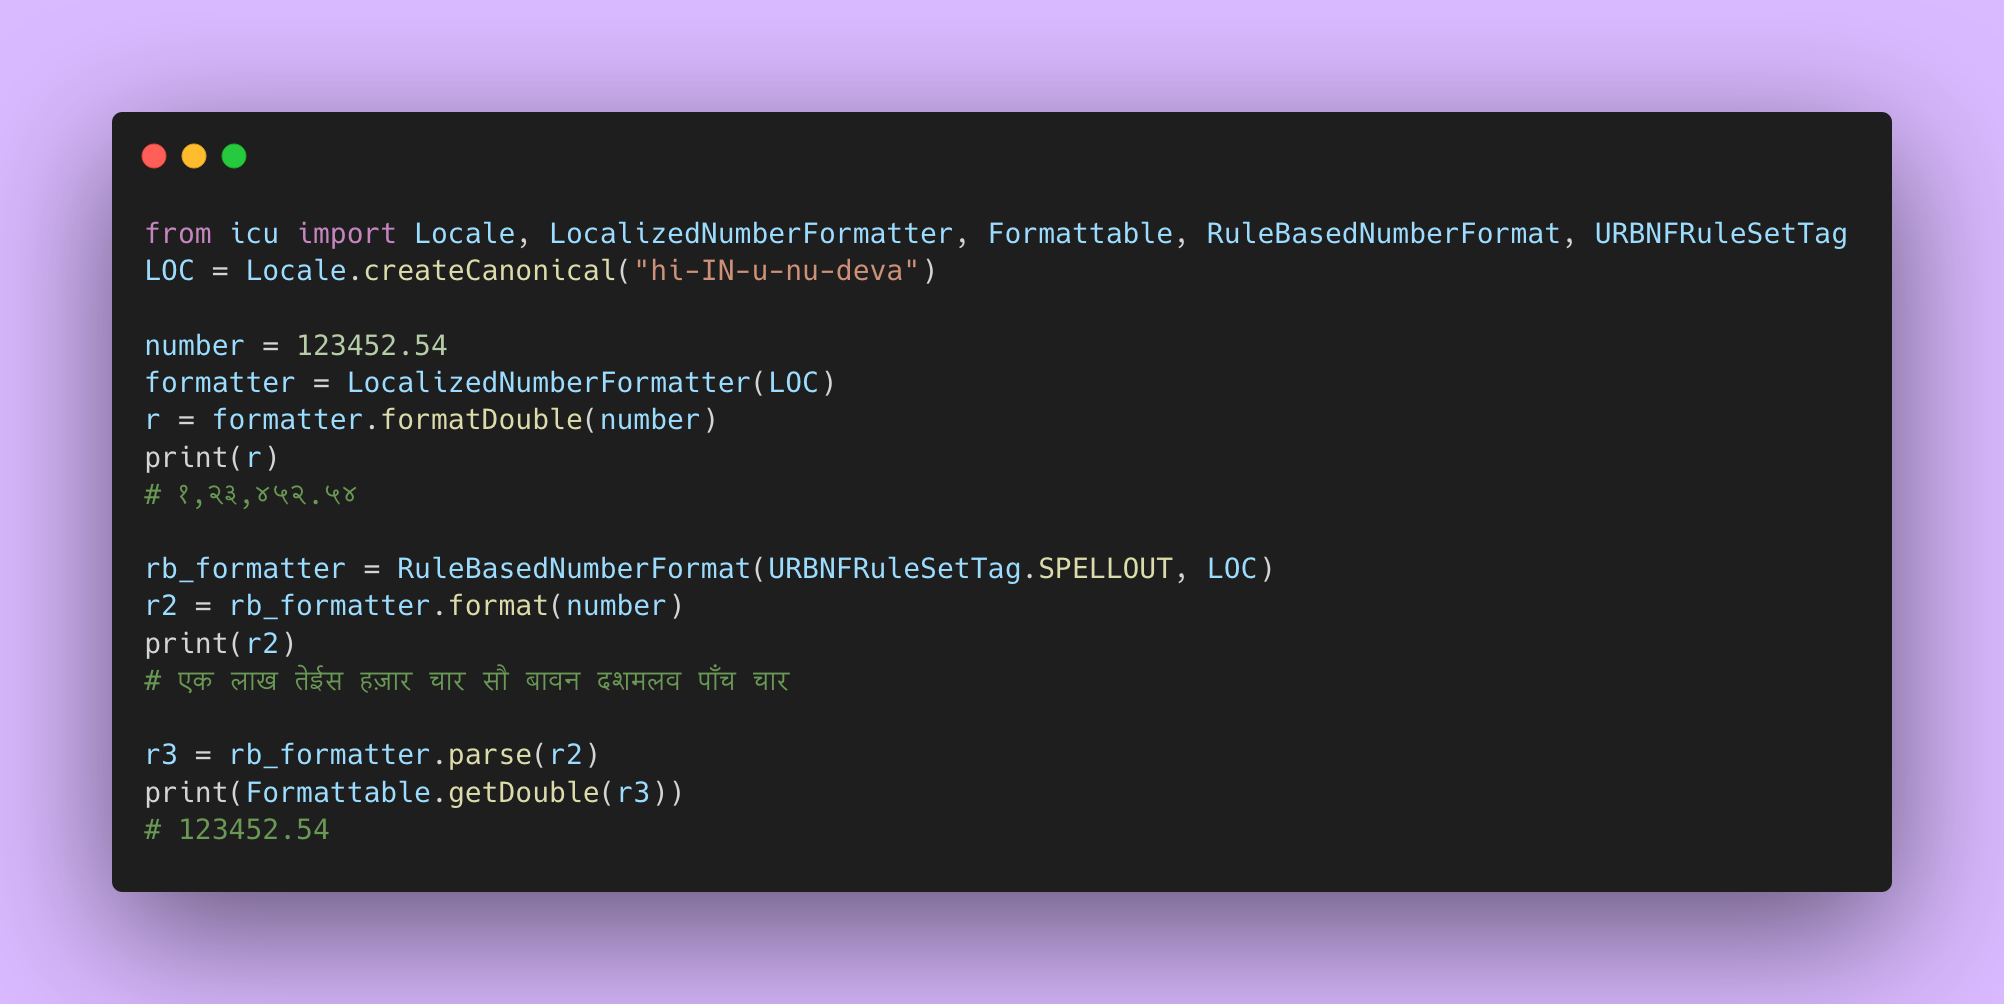 from icu import Locale, LocalizedNumberFormatter, Formattable, RuleBasedNumberFormat, URBNFRuleSetTag
LOC = Locale.createCanonical("hi-IN-u-nu-deva")
number = 123452.54
formatter = LocalizedNumberFormatter(LOC)
r = formatter.formatDouble(number)
print(r)
# १,२३,४५२.५४
rb_formatter = RuleBasedNumberFormat(URBNFRuleSetTag.SPELLOUT, LOC)
r2 = rb_formatter.format(number)
print(r2)
# एक लाख तेईस हज़ार चार सौ बावन दशमलव पाँच चार
r3 = rb_formatter.parse(r2)
print(Formattable.getDouble(r3))
# 123452.54